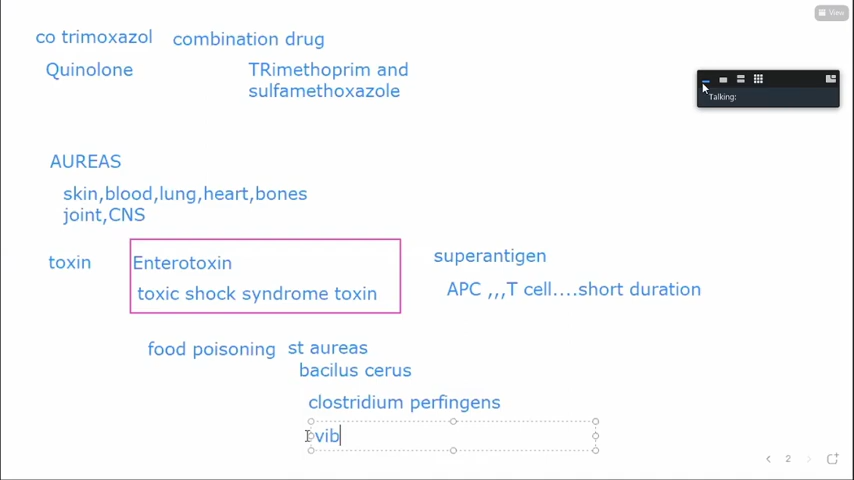 View
co trimoxazol combination drug
Quinolone TRimethoprim and
sulfamethoxazole
Talking:
AUREAS
skin,blood,lung,heart,bones
joint,CNS
toxin Enterotoxin superantigen
toxic shock syndrome toxin APC ,,,T cell....short duration
food poisoning st aureas
bacilus cerus
clostridium perfingens
vib
2